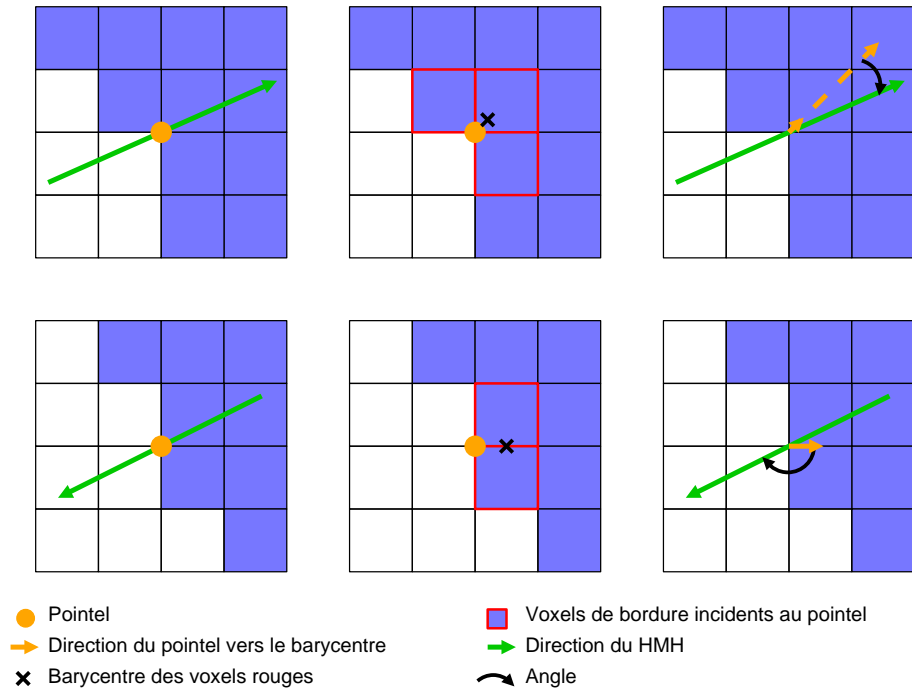 Pointel
Voxels de bordure incidents au pointel
Direction du pointel vers le barycentre
Direction du HMH
Barycentre des voxels rouges
Angle